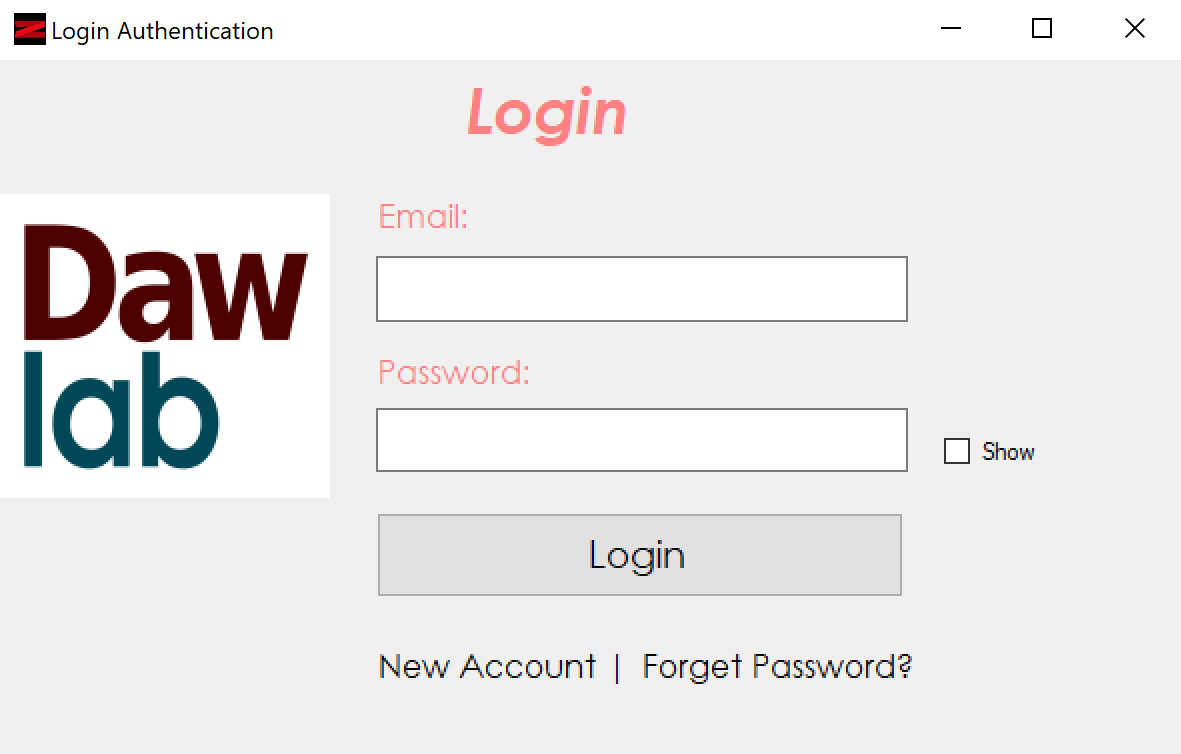 Login Authentication
Login
Daw
lab
Email:
Password:
Show
Login
New Account | Forget Password?